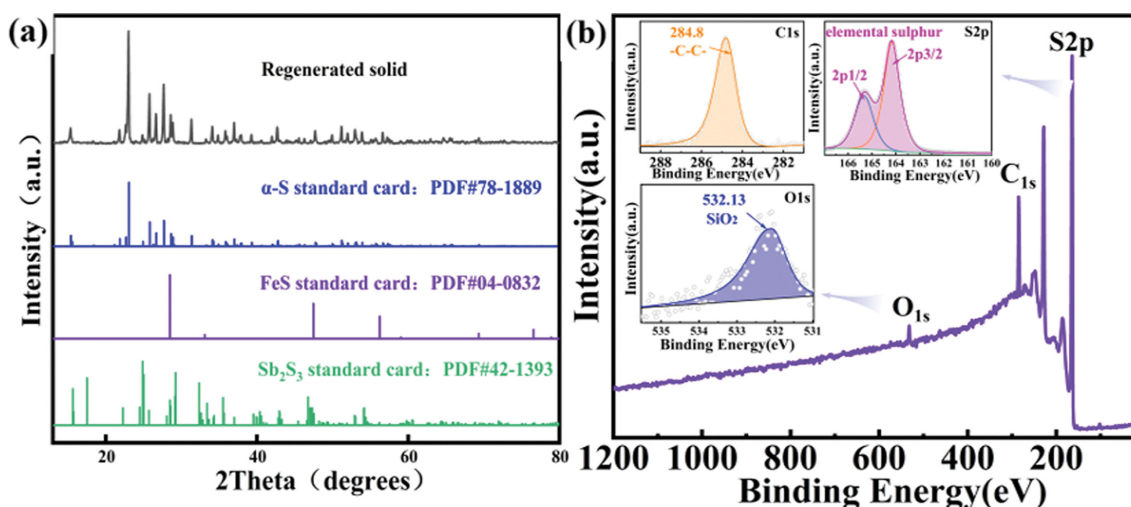 (a)
Regenerated solid
α-S standard card：PDF#78-1889
FeS standard card：PDF#04-0832
Sb₂S₃ standard card：PDF#42-1393
Intensity（a.u.）
20 40 60 80
2Theta（degrees）
(b)
S2p
C1s
O1s
Intensity(a.u.)
1200 1000 800 600 400 200
Binding Energy(eV)
C1s
284.8
-C-C-
Intensity(a.u.)
288 286 284 282
Binding Energy(eV)
S2p
elemental sulphur
2p3/2
2p1/2
Intensity(a.u.)
166 165 164 163 162 161 160
Binding Energy(eV)
O1s
532.13
SiO₂
Intensity(a.u.)
535 534 533 532 531
Binding Energy(eV)